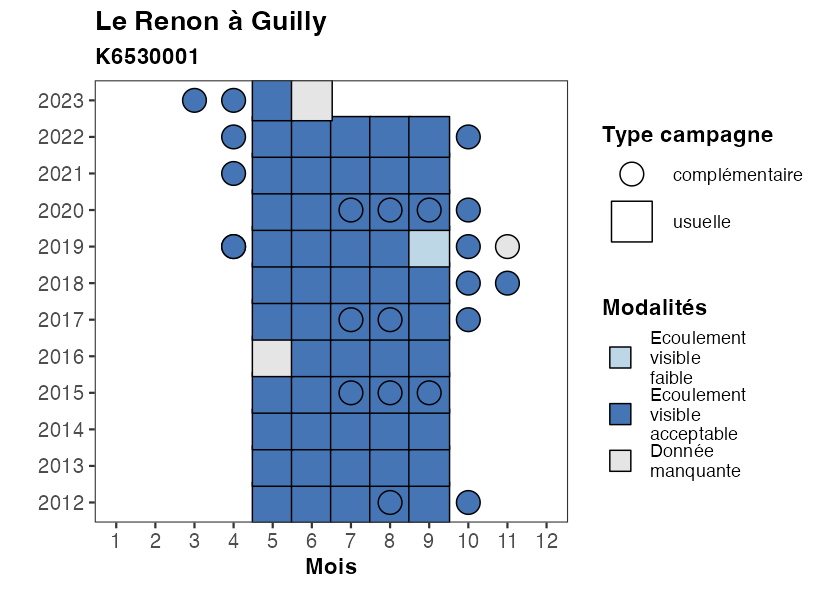 Le Renon à Guilly
K6530001
2023
2022
2021
2020
2019
2018
2017
2016
2015
2014
2013
2012
1 2 3 4 5 6 7 8 9 10 11 12
Mois
Type campagne
complémentaire
usuelle
Modalités
Ecoulement
visible
faible
Ecoulement
visible
acceptable
Donnée
manquante